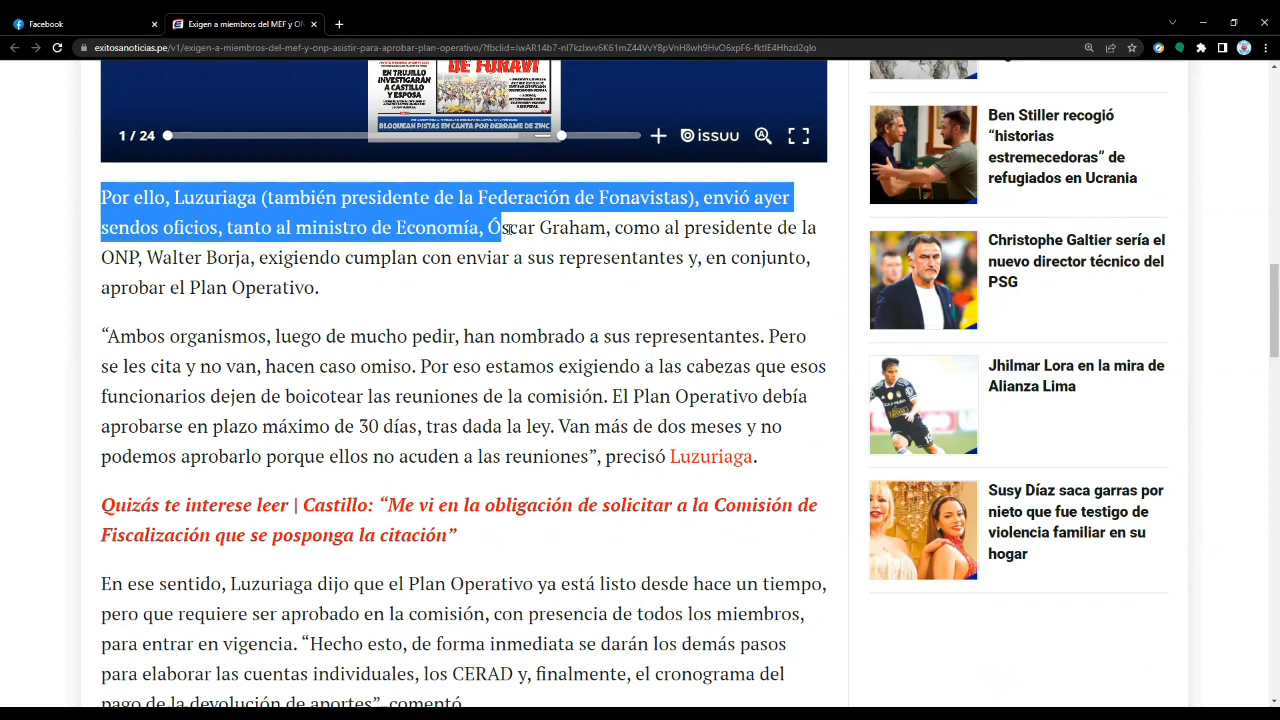 Facebook
Exigen a miembros del MEF y ON
exitosanoticias.pe/v1/exigen-a-miembros-del-mef-y-onp-asistir-para-aprobar-plan-operativo/?fbclid=IwAR14b7-nl7kzlxvv6K61mZ44VvYBpVnH8wh9HvO6xpF6-fktlE4Hhzd2qlo
EN TRUJILLO
INVESTIGARÁN
A CASTILLO
Y ESPOSA
DE FONAVI
BLOQUEAN PISTAS EN CANTA POR DERRAME DE ZINC
1 / 24
issuu
Por ello, Luzuriaga (también presidente de la Federación de Fonavistas), envió ayer
sendos oficios, tanto al ministro de Economía, Óscar Graham, como al presidente de la
ONP, Walter Borja, exigiendo cumplan con enviar a sus representantes y, en conjunto,
aprobar el Plan Operativo.
“Ambos organismos, luego de mucho pedir, han nombrado a sus representantes. Pero
se les cita y no van, hacen caso omiso. Por eso estamos exigiendo a las cabezas que esos
funcionarios dejen de boicotear las reuniones de la comisión. El Plan Operativo debía
aprobarse en plazo máximo de 30 días, tras dada la ley. Van más de dos meses y no
podemos aprobarlo porque ellos no acuden a las reuniones”, precisó Luzuriaga.
Quizás te interese leer | Castillo: “Me vi en la obligación de solicitar a la Comisión de
Fiscalización que se posponga la citación”
En ese sentido, Luzuriaga dijo que el Plan Operativo ya está listo desde hace un tiempo,
pero que requiere ser aprobado en la comisión, con presencia de todos los miembros,
para entrar en vigencia. “Hecho esto, de forma inmediata se darán los demás pasos
para elaborar las cuentas individuales, los CERAD y, finalmente, el cronograma del
pago de la devolución de aportes”, comentó.
Ben Stiller recogió
“historias
estremecedoras” de
refugiados en Ucrania
Christophe Galtier sería el
nuevo director técnico del
PSG
Jhilmar Lora en la mira de
Alianza Lima
Susy Díaz saca garras por
nieto que fue testigo de
violencia familiar en su
hogar